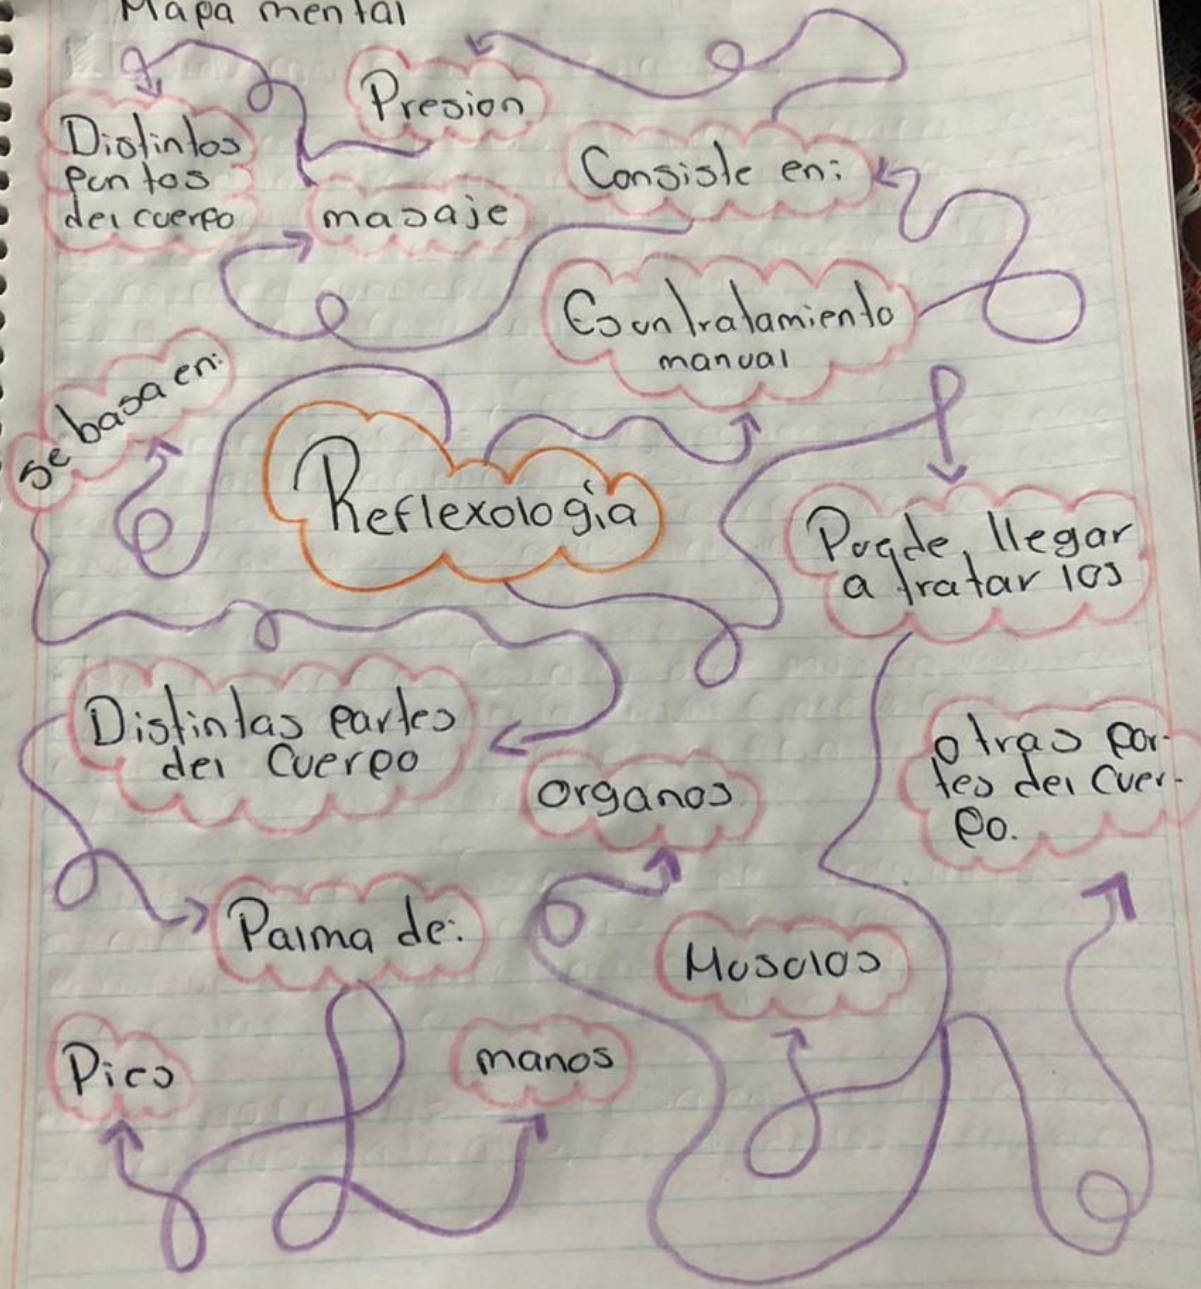 Mapa mental
Presion
Distintos
puntos
del cuerpo
masaje
Consiste en:
Es un tratamiento
manual
Se basa en:
Reflexología
Puede, llegar
a tratar los
Distintas partes
del Cuerpo
organos
otras par-
tes del cuer-
po.
Palma de:
Musculos
Pies
manos